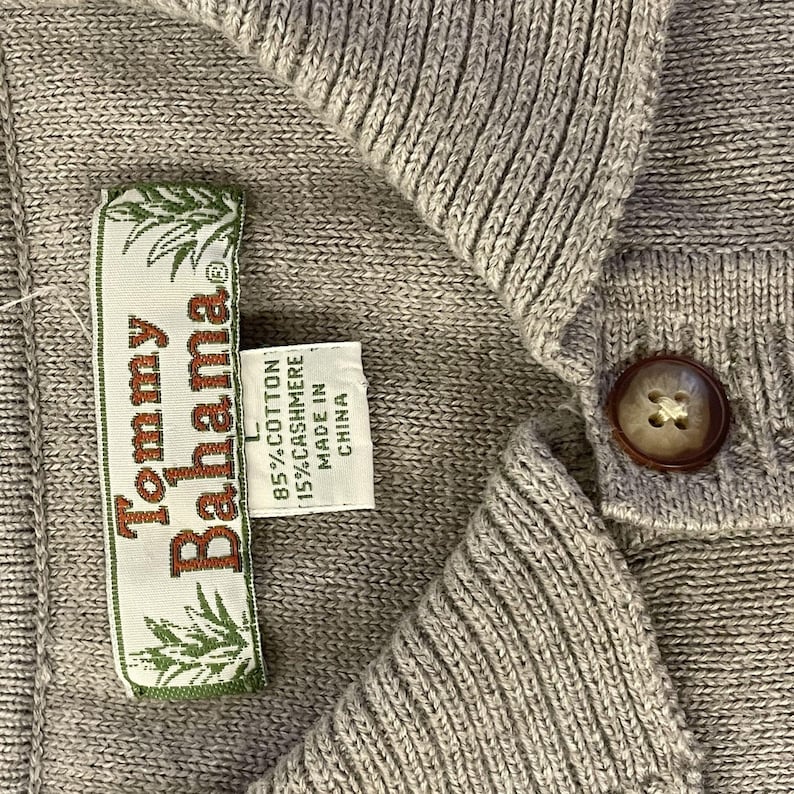 Tommy
Bahama®
L
85%COTTON
15%CASHMERE
MADE IN
CHINA